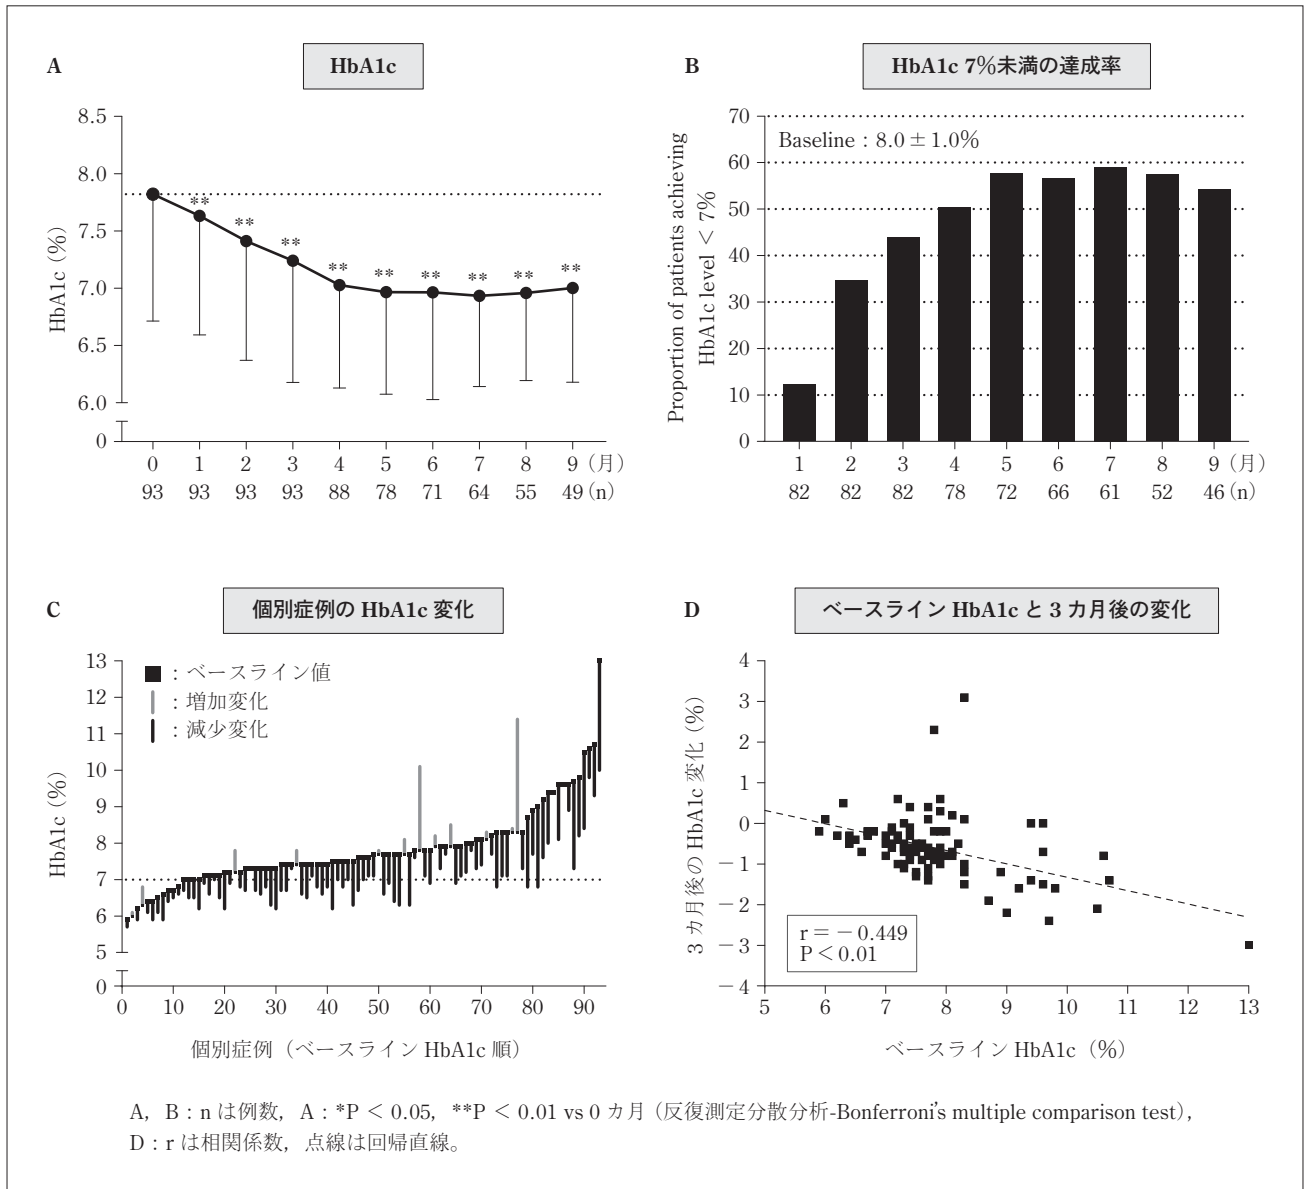 A
HbA1c
HbA1c (%)
8.5
8.0
7.5
7.0
6.5
6.0
0
** ** ** ** ** ** ** ** **
0 1 2 3 4 5 6 7 8 9 (月)
93 93 93 93 88 78 71 64 55 49 (n)
B
HbA1c 7%未満の達成率
Proportion of patients achieving
HbA1c level < 7%
Baseline : 8.0 ± 1.0%
70
60
50
40
30
20
10
0
1 2 3 4 5 6 7 8 9 (月)
82 82 82 78 72 66 61 52 46 (n)
C
個別症例の HbA1c 変化
HbA1c (%)
:ベースライン値
:増加変化
:減少変化
13
12
11
10
9
8
7
6
5
0
0 10 20 30 40 50 60 70 80 90
個別症例(ベースライン HbA1c 順)
D
ベースライン HbA1c と 3 カ月後の変化
3 カ月後の HbA1c 変化 (%)
4
3
2
1
0
−1
−2
−3
−4
r = − 0.449
P < 0.01
5 6 7 8 9 10 11 12 13
ベースライン HbA1c (%)
A, B : n は例数, A : *P < 0.05, **P < 0.01 vs 0 カ月 (反復測定分散分析-Bonferroni's multiple comparison test),
D : r は相関係数, 点線は回帰直線。